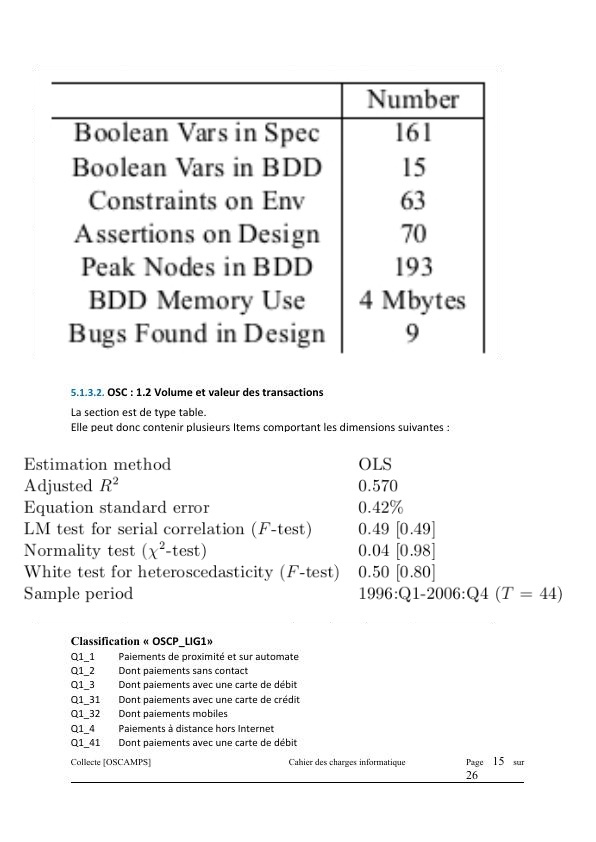 Number
Boolean Vars in Spec 161
Boolean Vars in BDD 15
Constraints on Env 63
Assertions on Design 70
Peak Nodes in BDD 193
BDD Memory Use 4 Mbytes
Bugs Found in Design 9
5.1.3.2. OSC : 1.2 Volume et valeur des transactions
La section est de type table.
Elle peut donc contenir plusieurs Items comportant les dimensions suivantes :
Estimation method OLS
Adjusted R² 0.570
Equation standard error 0.42%
LM test for serial correlation (F-test) 0.49 [0.49]
Normality test (χ²-test) 0.04 [0.98]
White test for heteroscedasticity (F-test) 0.50 [0.80]
Sample period 1996:Q1-2006:Q4 (T = 44)
Classification « OSCP_LIG1»
Q1_1 Paiements de proximité et sur automate
Q1_2 Dont paiements sans contact
Q1_3 Dont paiements avec une carte de débit
Q1_31 Dont paiements avec une carte de crédit
Q1_32 Dont paiements mobiles
Q1_4 Paiements à distance hors Internet
Q1_41 Dont paiements avec une carte de débit
Collecte [OSCAMPS] Cahier des charges informatique Page 15 sur
26